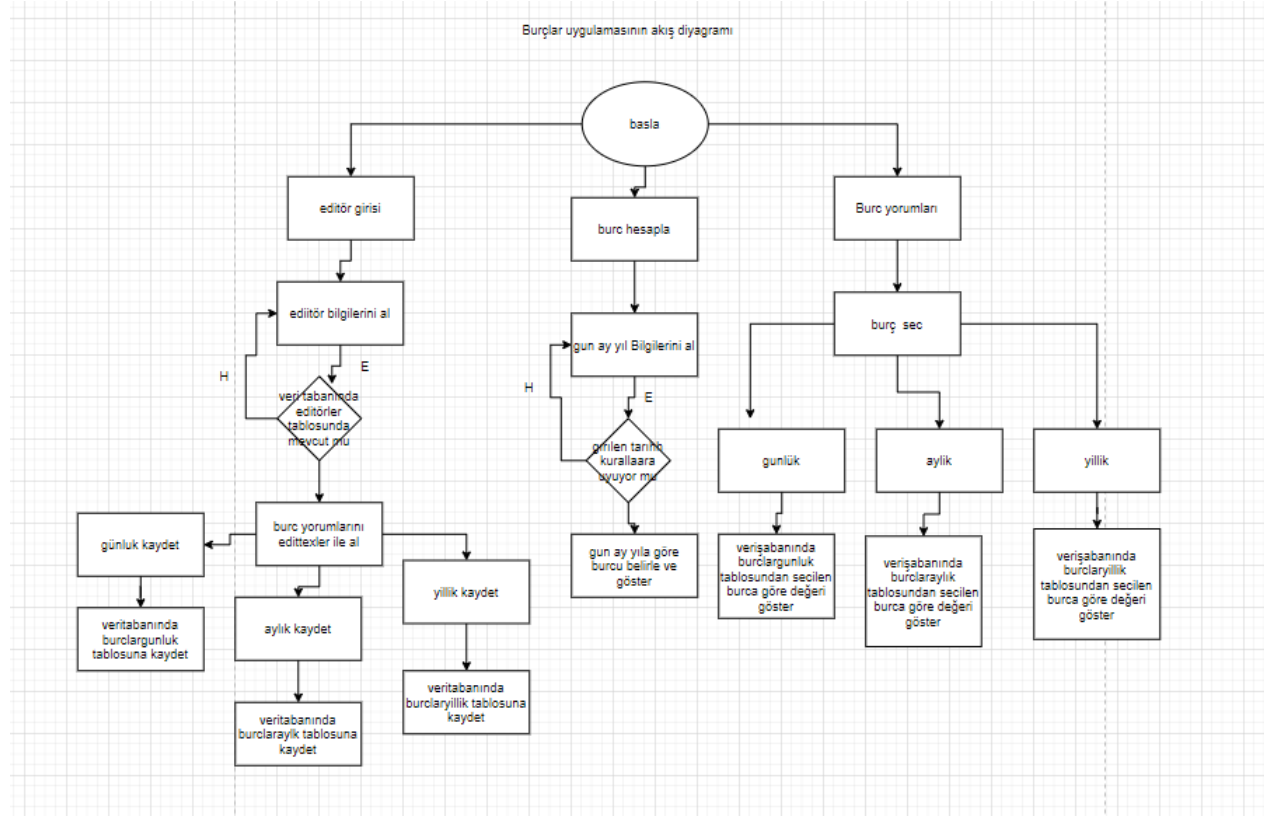 Burçlar uygulamasının akış diyagramı
basla
editör girisi
burc hesapla
Burc yorumları
ediitör bilgilerini al
gun ay yıl Bilgilerini al
burç sec
H
E
H
E
veri tabanında
editörler
tablosunda
mevcut mu
girilen tarihh
kurallaara
uyuyor mu
gunlük
aylik
yillik
günluk kaydet
burc yorumlarını
edittexler ile al
yillik kaydet
gun ay yıla göre
burcu belirle ve
göster
verişabanında
burclargunluk
tablosundan secilen
burca göre değeri
göster
verişabanında
burclaraylık
tablosundan secilen
burca göre değeri
göster
verişabanında
burclaryillik
tablosundan secilen
burca göre değeri
göster
veritabanında
burclargunluk
tablosuna kaydet
aylık kaydet
veritabanında
burclaryillik tablosuna
kaydet
veritabanında
burclaraylk tablosuna
kaydet